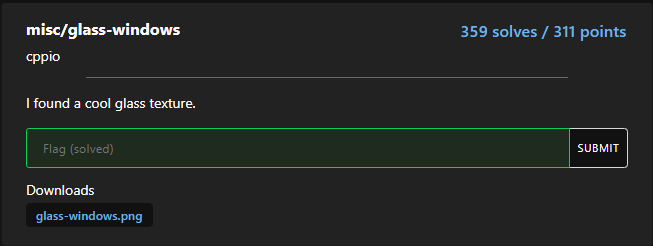 misc/glass-windows
359 solves / 311 points
cppio
I found a cool glass texture.
Flag (solved)
SUBMIT
Downloads
glass-windows.png